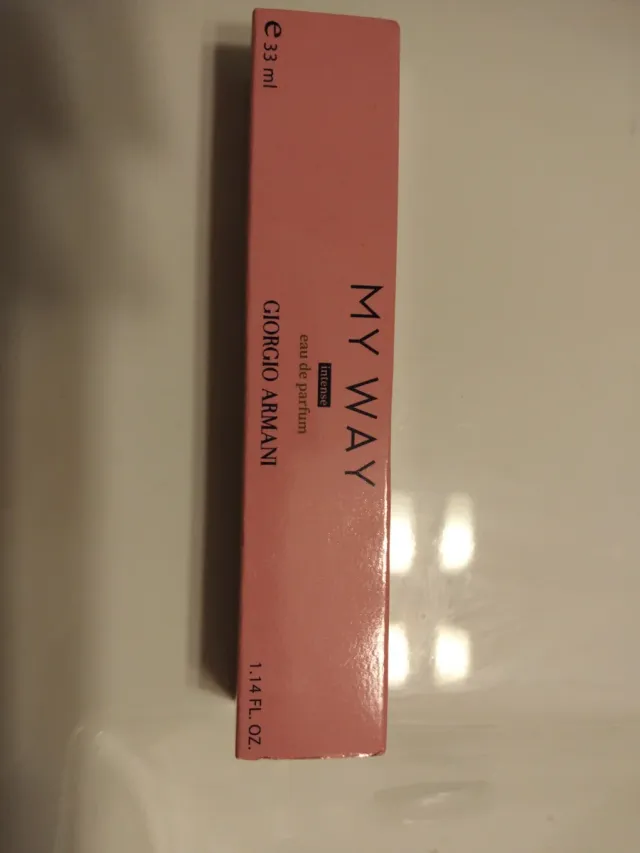 MY WAY
intense
eau de parfum
GIORGIO ARMANI
e 33 ml
1.14 FL. OZ.